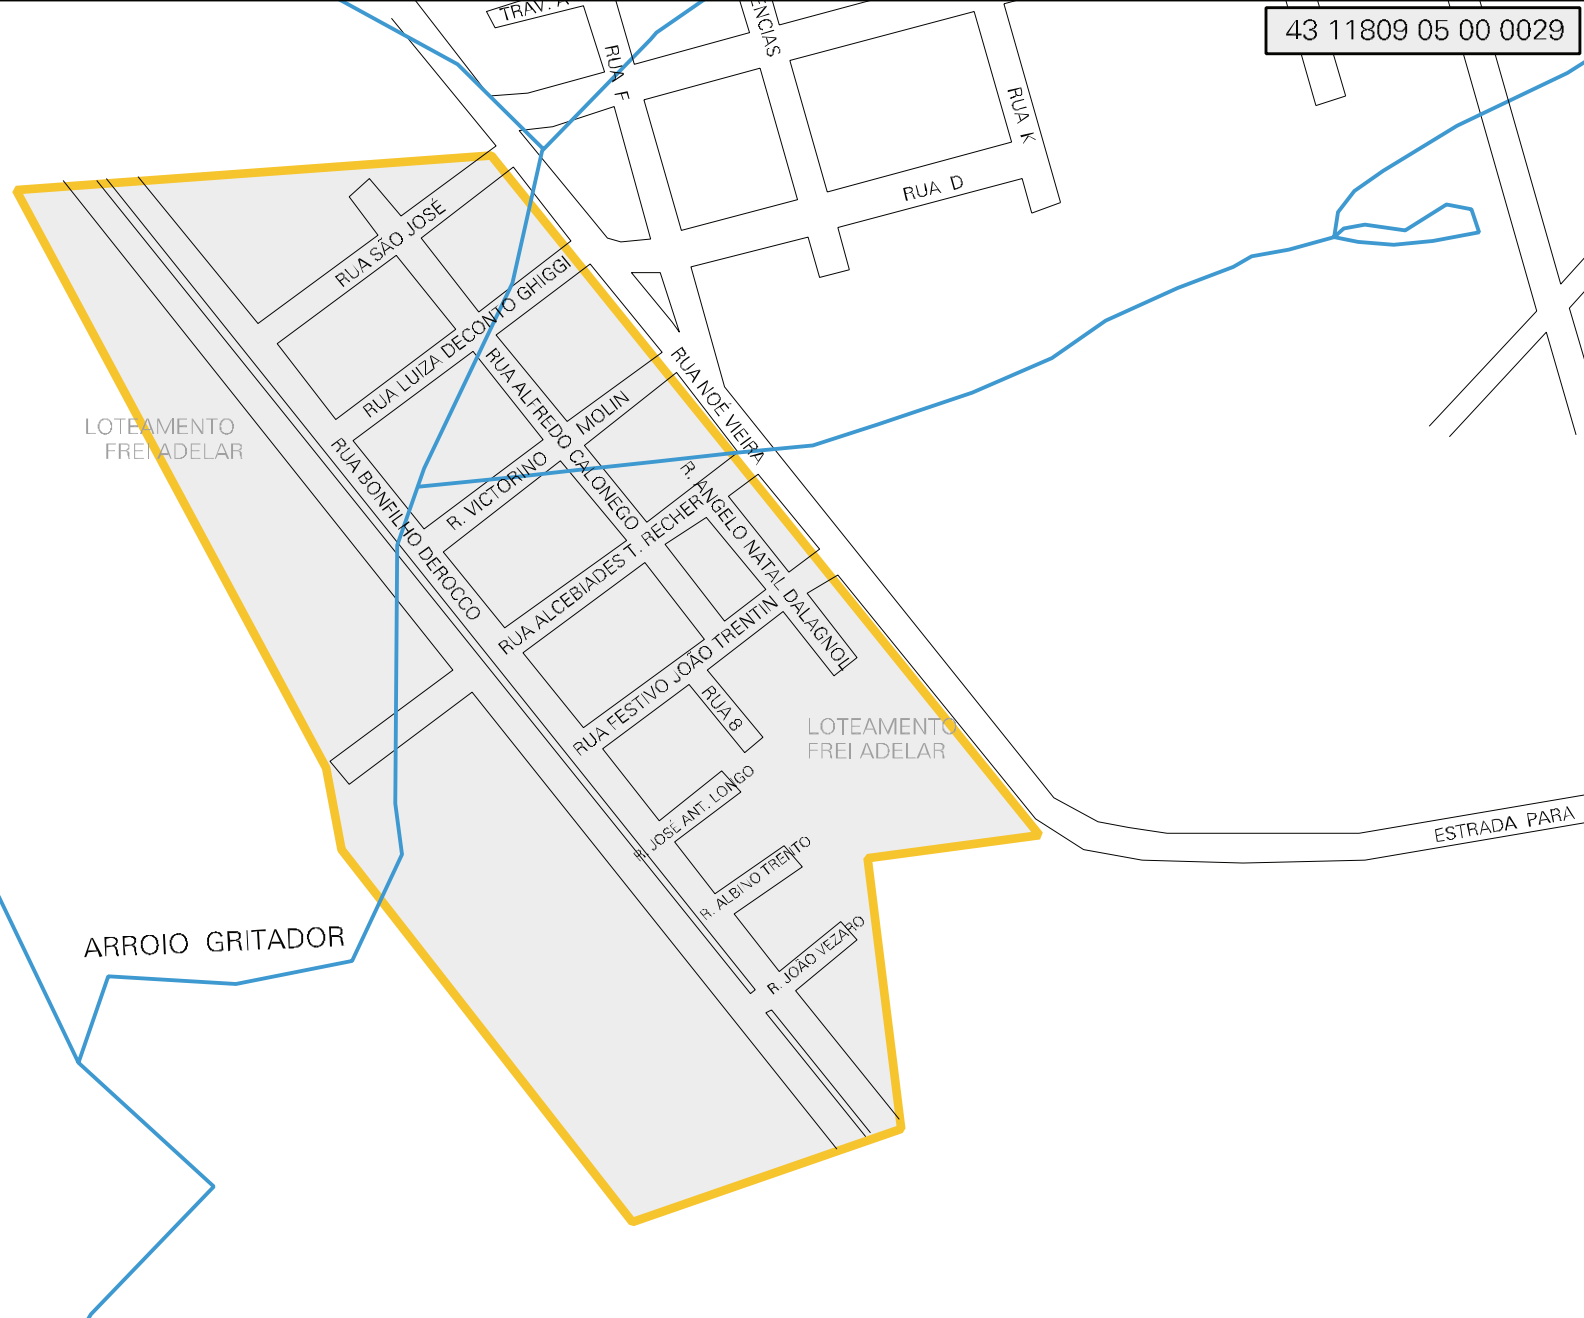 43 11809 05 00 0029
TRAV. A
RUA F
ENCIAS
RUA K
RUA D
RUA SÃO JOSÉ
RUA LUIZA DECONTO GHIGGI
RUA ALFREDO CALONEGO
RUA NOÉ VIEIRA
R. VICTORINO MOLIN
LOTEAMENTO
FREI ADELAR
RUA BONFILHO DEROCCO
RUA ALCEBIADES T. RECHER
R. ANGELO NATAL DALAGNOL
RUA FESTIVO JOÃO TRENTIN
RUA 8
LOTEAMENTO
FREI ADELAR
R. JOSÉ ANT. LONGO
ESTRADA PARA
R. ALBINO TRENTO
ARROIO GRITADOR
R. JOÃO VEZARO